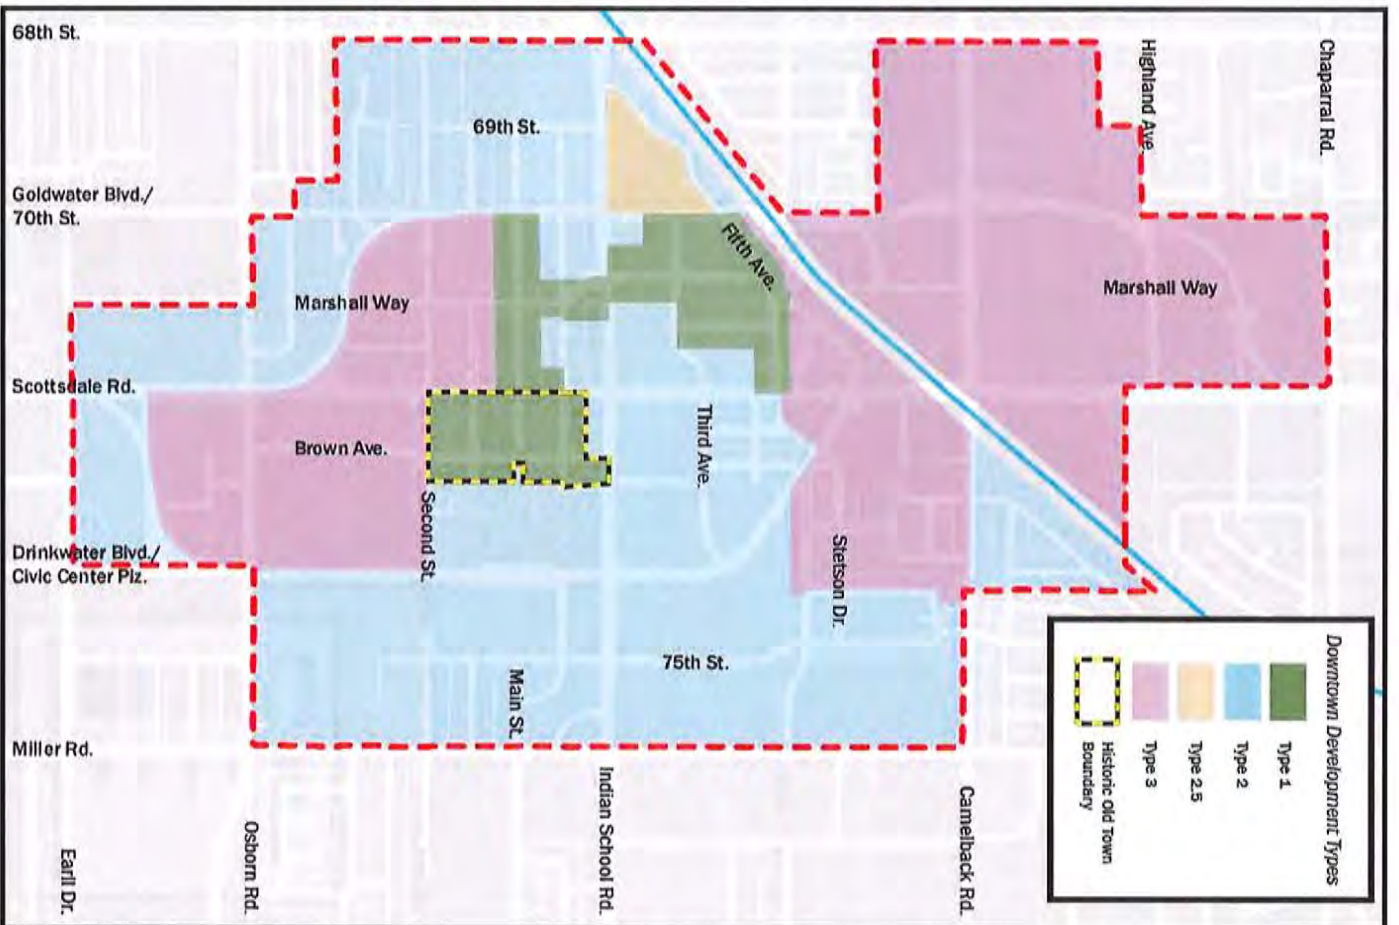 68th St.
69th St.
Goldwater Blvd./
70th St.
Marshall Way
Scottsdale Rd.
Brown Ave.
Drinkwater Blvd./
Civic Center Plz.
75th St.
Miller Rd.
Chaparral Rd.
Highland Ave.
Marshall Way
Fifth Ave.
Third Ave.
Second St.
Stetson Dr.
Main St.
Indian School Rd.
Camelback Rd.
Osborn Rd.
Earll Dr.
Downtown Development Types
Type 1
Type 2
Type 2.5
Type 3
Historic Old Town
Boundary